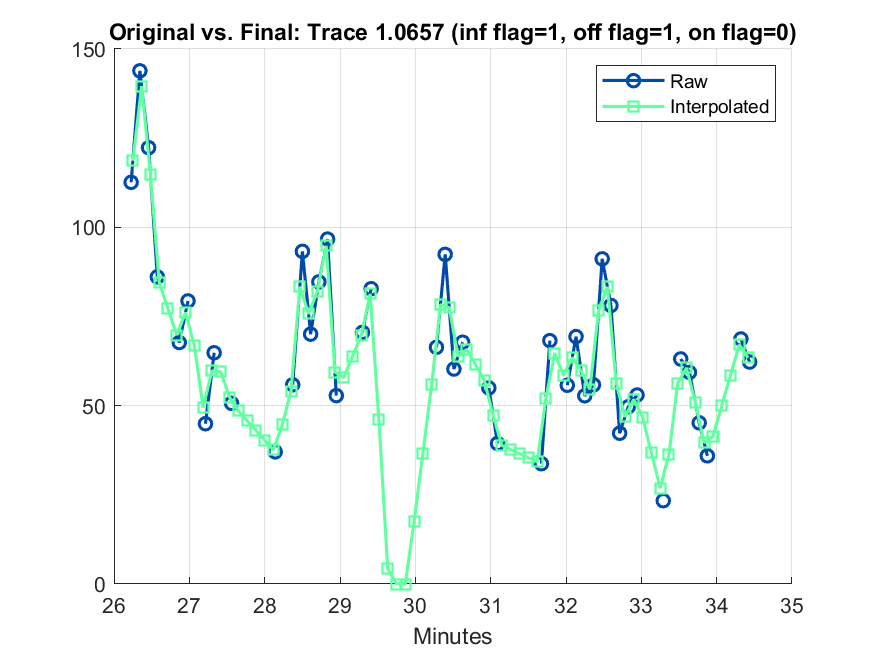 Original vs. Final: Trace 1.0657 (inf flag=1, off flag=1, on flag=0)
150
Raw
Interpolated
100
50
0
26 27 28 29 30 31 32 33 34 35
Minutes